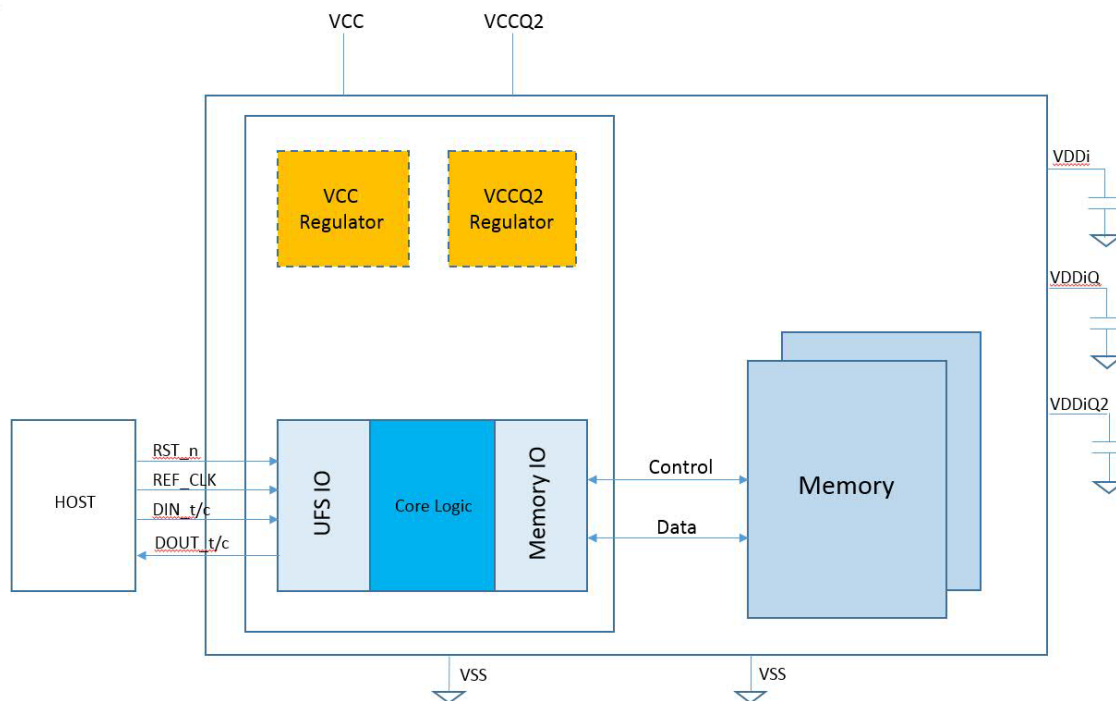 VCC
VCCQ2
VCC
Regulator
VCCQ2
Regulator
VDDi
VDDiQ
VDDiQ2
HOST
RST_n
REF_CLK
DIN_t/c
DOUT_t/c
UFS IO
Core Logic
Memory IO
Control
Data
Memory
VSS
VSS